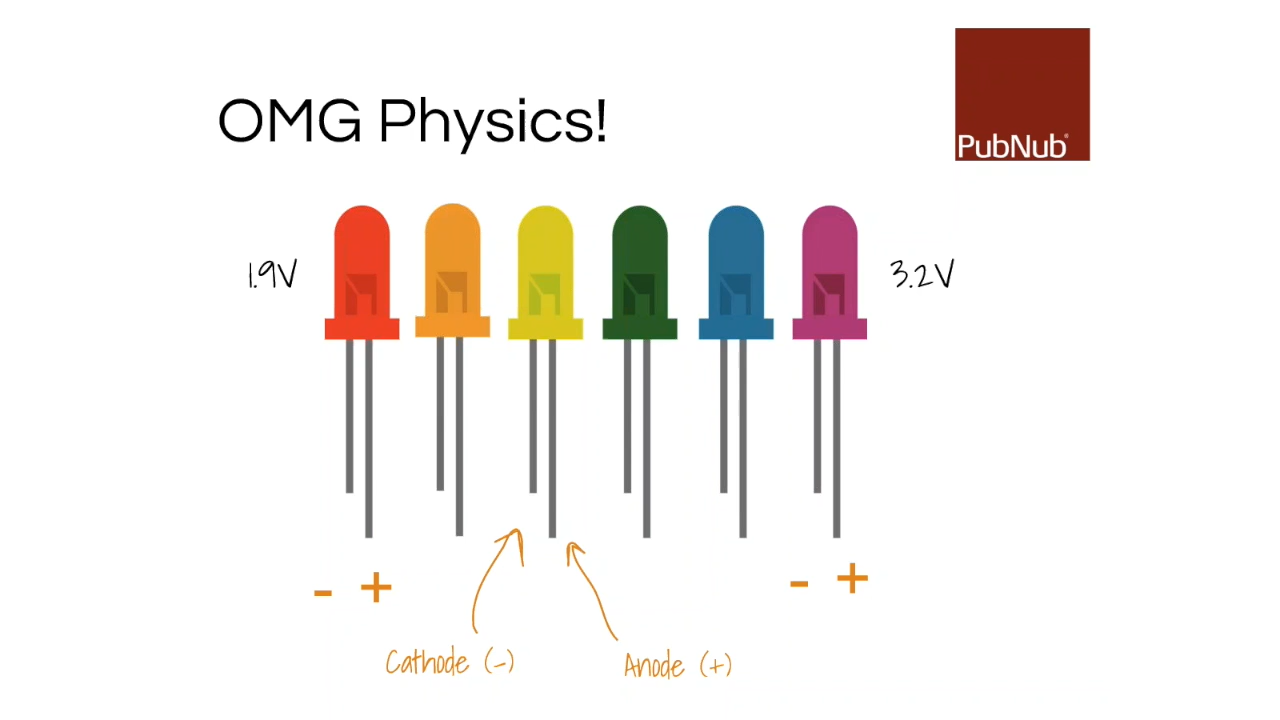 OMG Physics!
PubNub®
1.9V
3.2V
- +
- +
Cathode (-)
Anode (+)